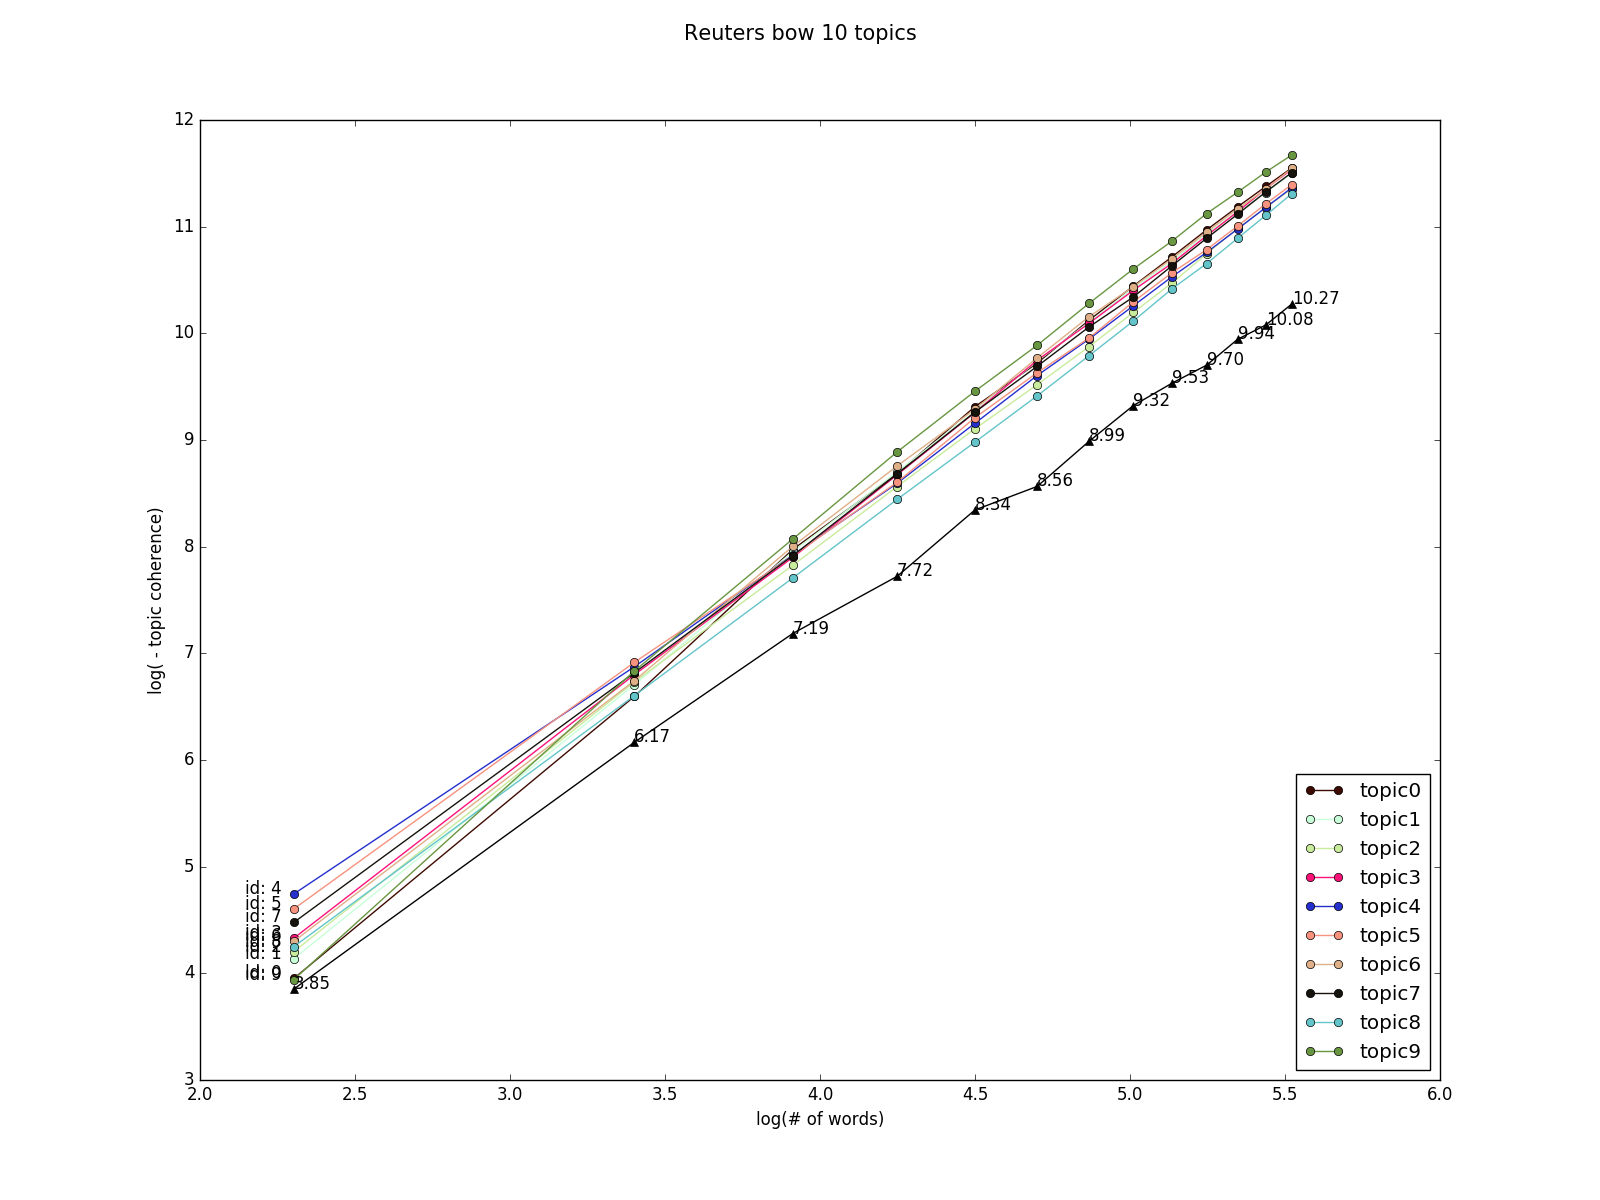 Reuters bow 10 topics
12
11
10
9
8
7
6
5
4
3
log( - topic coherence)
10.27
10.08
9.94
9.70
9.53
9.32
8.99
8.56
8.34
7.72
7.19
6.17
3.85
id: 4
id: 5
id: 7
id: 1
id: 9
topic0
topic1
topic2
topic3
topic4
topic5
topic6
topic7
topic8
topic9
2.0 2.5 3.0 3.5 4.0 4.5 5.0 5.5 6.0
log(# of words)